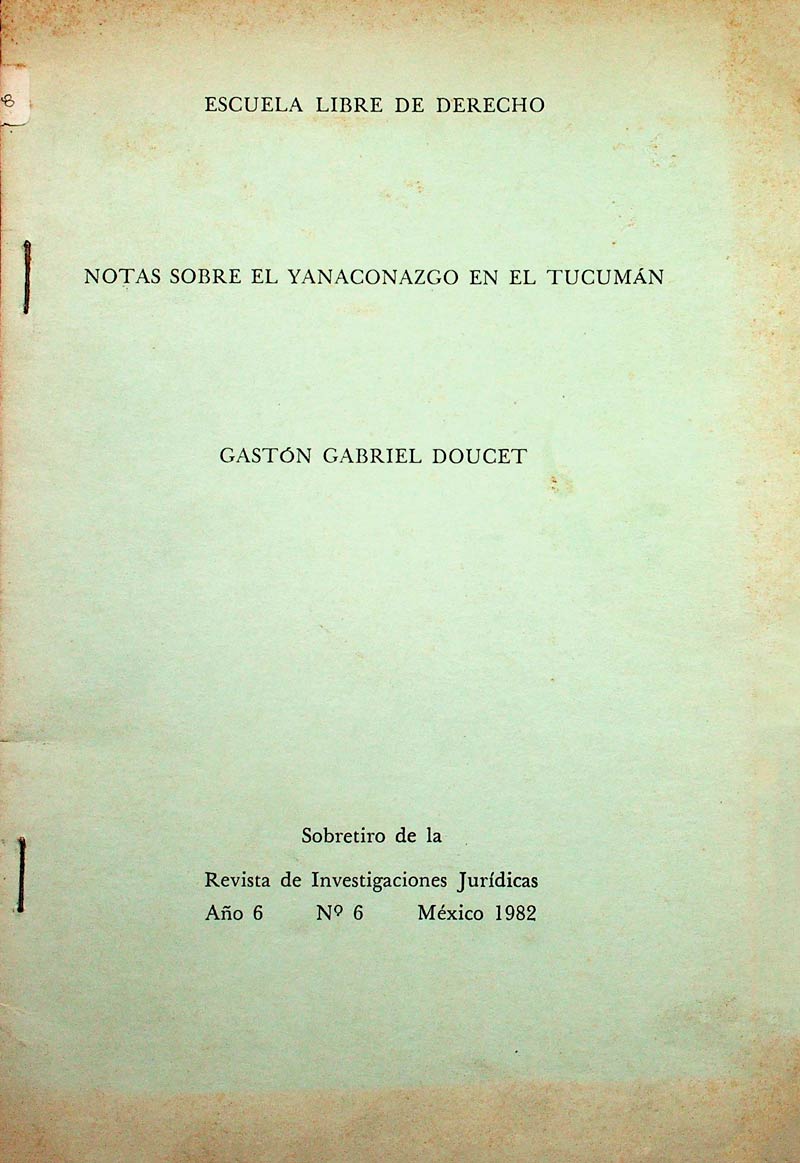 ESCUELA LIBRE DE DERECHO
NOTAS SOBRE EL YANACONAZGO EN EL TUCUMÁN
GASTÓN GABRIEL DOUCET
Sobretiro de la
Revista de Investigaciones Jurídicas
Año 6 Nº 6 México 1982